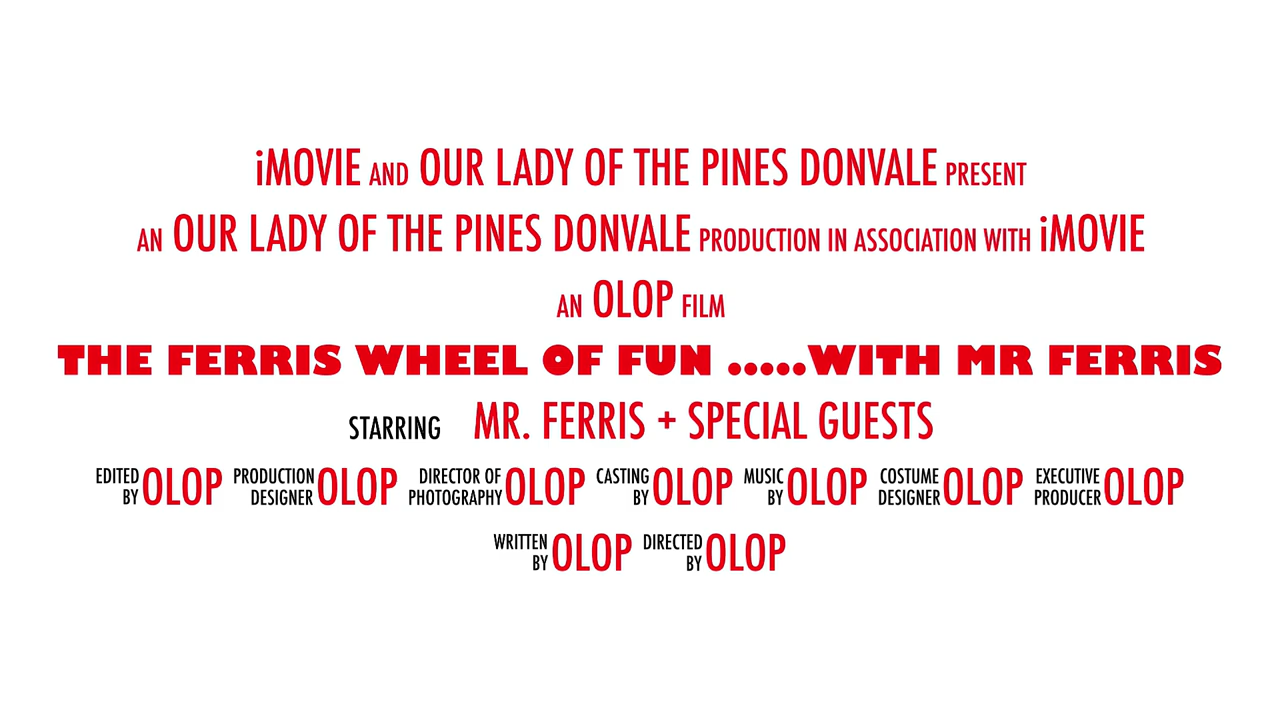 iMOVIE AND OUR LADY OF THE PINES DONVALE PRESENT
AN OUR LADY OF THE PINES DONVALE PRODUCTION IN ASSOCIATION WITH iMOVIE
AN OLOP FILM
THE FERRIS WHEEL OF FUN .....WITH MR FERRIS
STARRING MR. FERRIS + SPECIAL GUESTS
EDITED BY OLOP PRODUCTION DESIGNER OLOP DIRECTOR OF PHOTOGRAPHY OLOP CASTING BY OLOP MUSIC BY OLOP COSTUME DESIGNER OLOP EXECUTIVE PRODUCER OLOP
WRITTEN BY OLOP DIRECTED BY OLOP